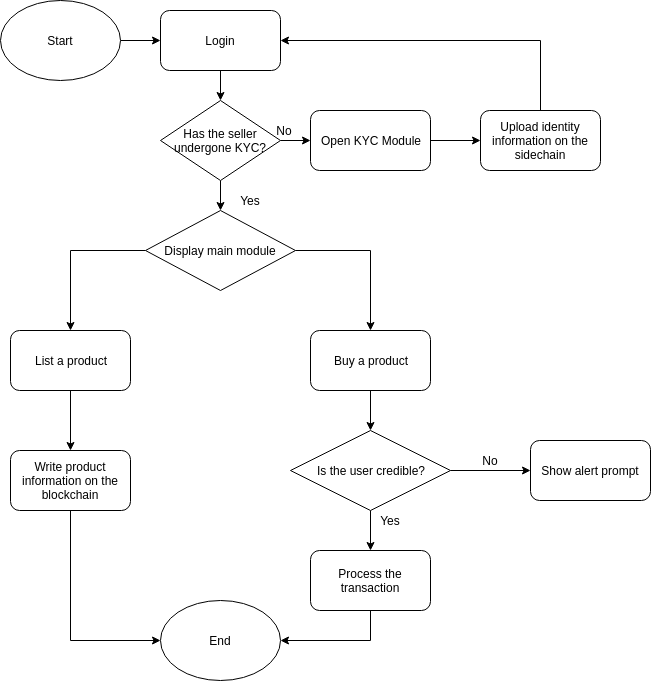 Start
Login
Has the seller
undergone KYC?
No
Open KYC Module
Upload identity
information on the
sidechain
Yes
Display main module
List a product
Buy a product
Write product
information on the
blockchain
Is the user credible?
No
Show alert prompt
Yes
Process the
transaction
End